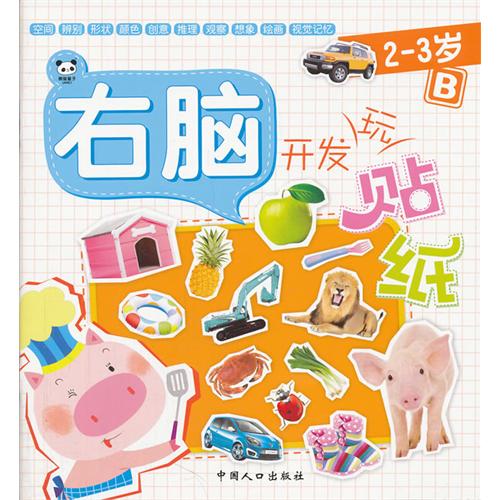 空间 辨别 形状 颜色 创意 推理 观察 想象 绘画 视觉记忆
2-3岁
B
右脑
开发
玩
贴
纸
中国人口出版社